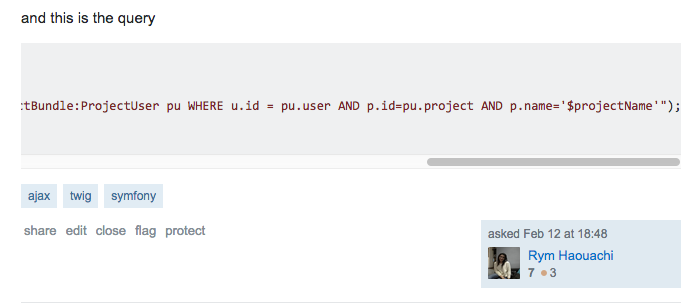 and this is the query
tBundle:ProjectUser pu WHERE u.id = pu.user AND p.id=pu.project AND p.name='$projectName'");
ajax twig symfony
share edit close flag protect
asked Feb 12 at 18:48
Rym Haouachi
7 3